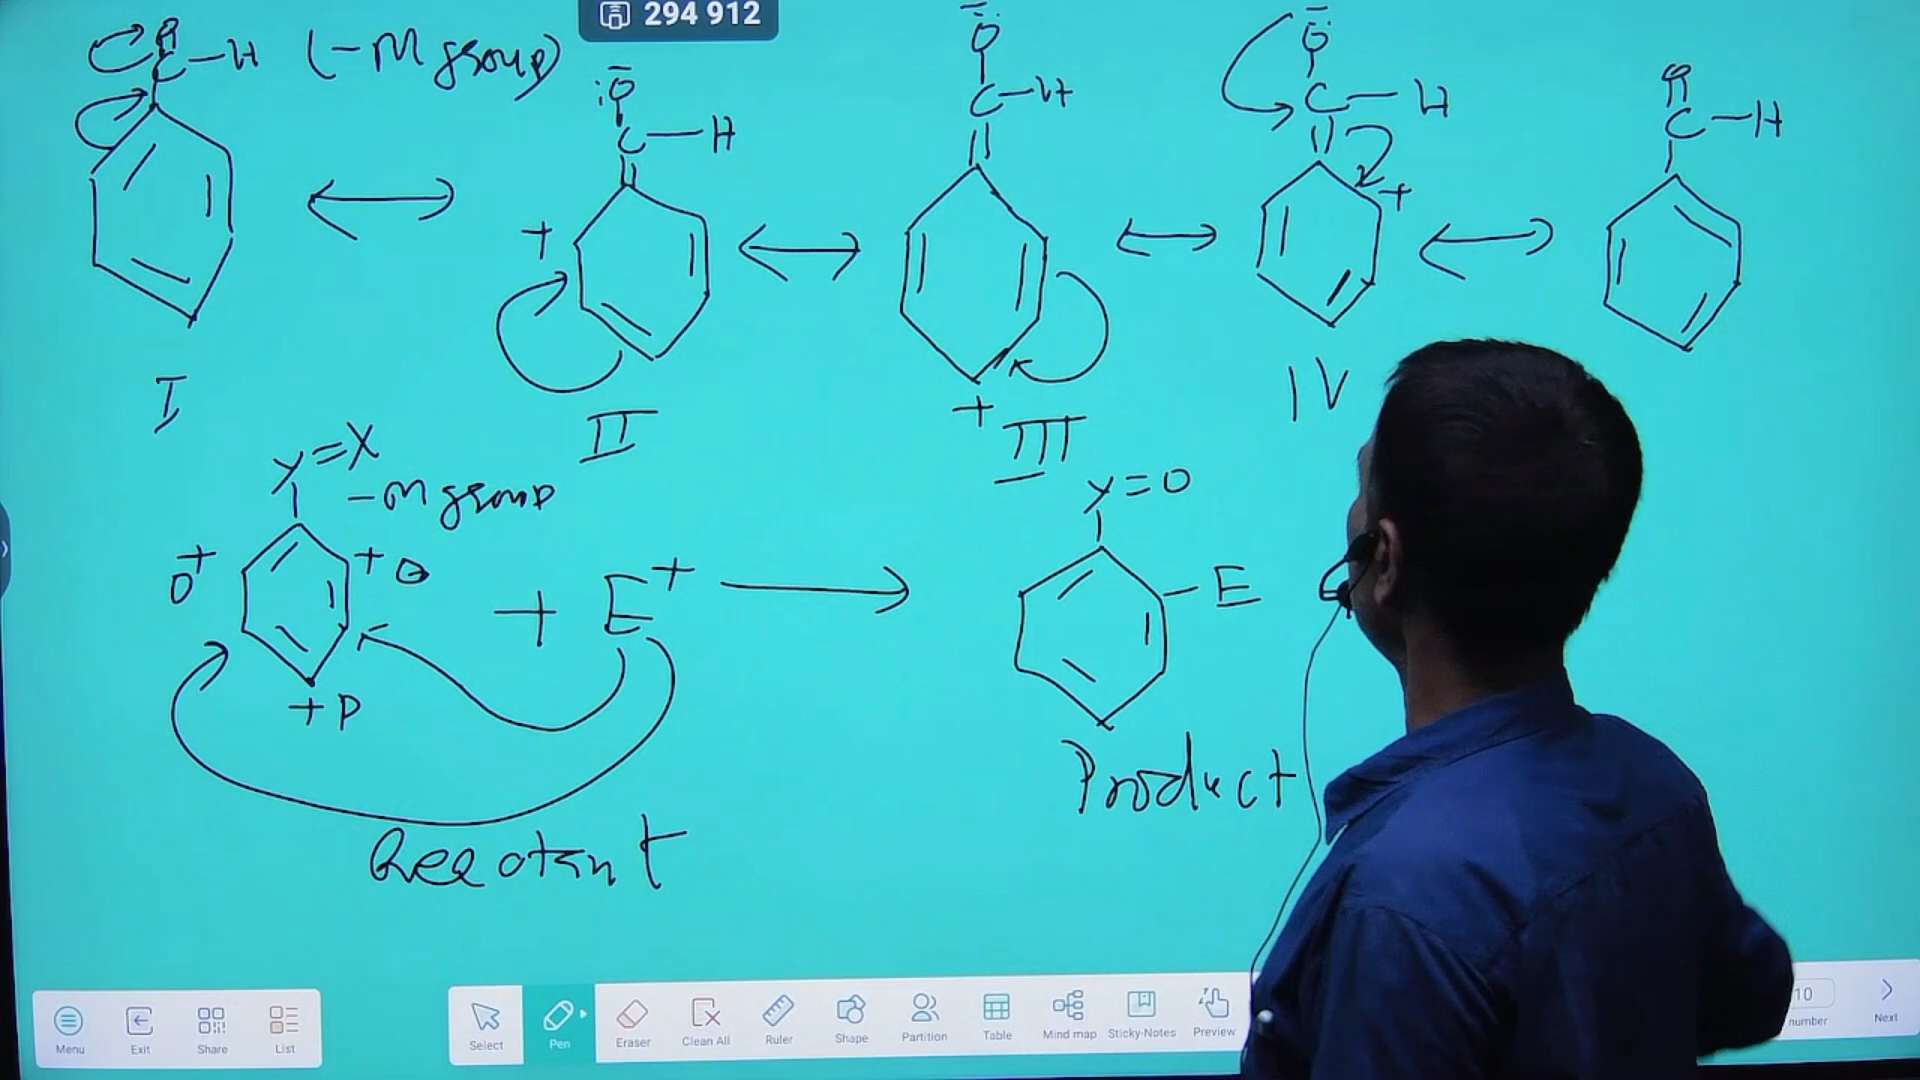 294 912
O
C-H (-M group)
:O
C-H
O
C-H
O
C-H
O
C-H
+
+
+
I
II
III
IV
Y=X
-M group
O+
+O
+P
+ E+
Y=O
E
Reactant
Product
Menu
Exit
Share
List
Select
Pen
Eraser
Clean All
Ruler
Shape
Partition
Table
Mind map
Sticky-Notes
Preview
10
number
Next